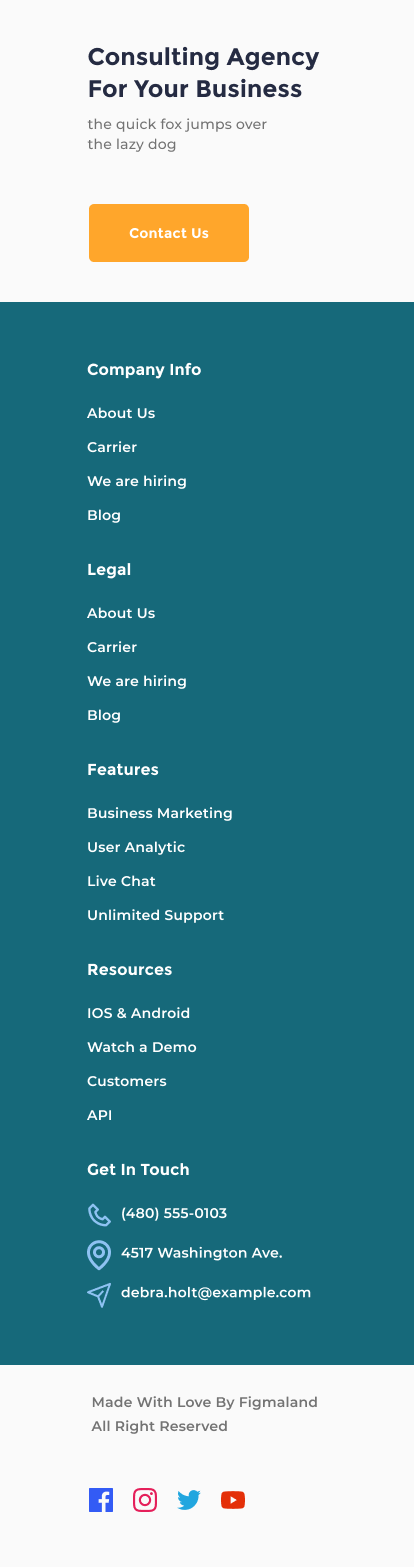 Consulting Agency
For Your Business
the quick fox jumps over
the lazy dog
Contact Us
Company Info
About Us
Carrier
We are hiring
Blog
Legal
About Us
Carrier
We are hiring
Blog
Features
Business Marketing
User Analytic
Live Chat
Unlimited Support
Resources
IOS & Android
Watch a Demo
Customers
API
Get In Touch
(480) 555-0103
4517 Washington Ave.
debra.holt@example.com
Made With Love By Figmaland
All Right Reserved